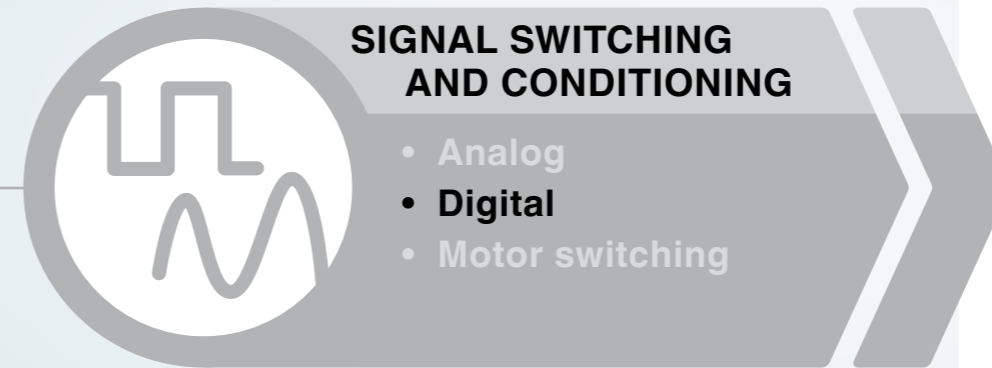 SIGNAL SWITCHING
AND CONDITIONING
• Analog
• Digital
• Motor switching